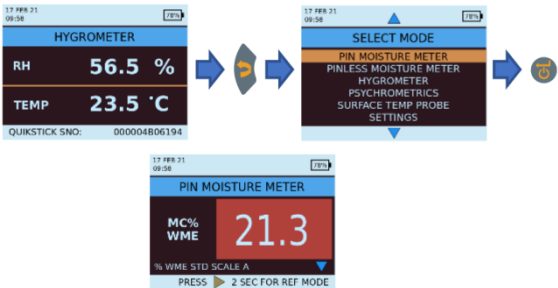 17 FEB 21
09:58
78%
HYGROMETER
RH 56.5 %
TEMP 23.5 °C
QUIKSTICK SNO: 000004B06194
17 FEB 21
09:58
78%
SELECT MODE
PIN MOISTURE METER
PINLESS MOISTURE METER
HYGROMETER
PSYCHROMETRICS
SURFACE TEMP PROBE
SETTINGS
17 FEB 21
09:58
78%
PIN MOISTURE METER
MC%
WME
21.3
% WME STD SCALE A
PRESS 2 SEC FOR REF MODE